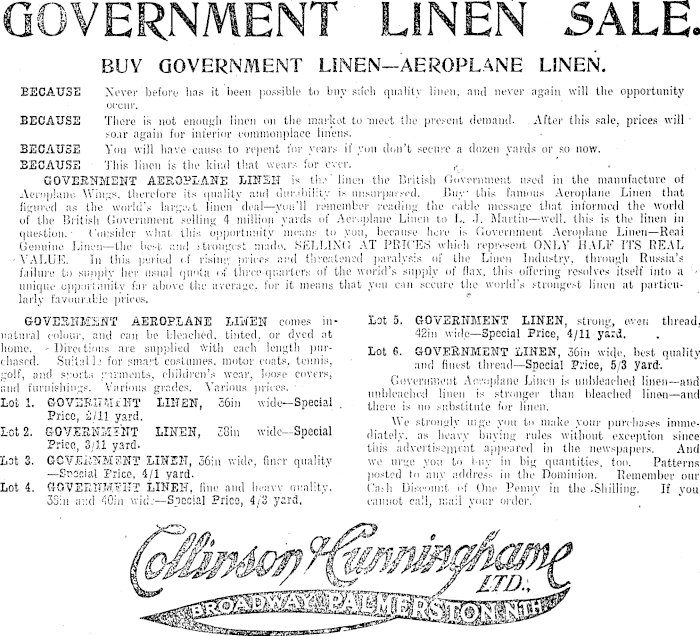 GOVERNMENT LINEN SALE.
BUY GOVERNMENT LINEN—AEROPLANE LINEN.
BECAUSE Never before has it been possible to buy such quality linen, and never again will the opportunity
occur.
BECAUSE There is not enough linen on the market to meet the present demand. After this sale, prices will
soar again for inferior commonplace linens.
BECAUSE You will have cause to repent for years if you don't secure a dozen yards or so now.
BECAUSE This linen is the kind that wears for ever.
GOVERNMENT AEROPLANE LINEN is the linen the British Government used in the manufacture of
Aeroplane Wings, therefore its quality and durability is unsurpassed. Buy this famous Aeroplane Linen that
figured as the world's largest linen deal—you'll remember reading the cable message that informed the world
of the British Government selling 4 million yards of Aeroplane Linen to L. J. Martin—well, this is the linen in
question. Consider what this opportunity means to you, because here is Government Aeroplane Linen—Real
Genuine Linen—the best and strongest made, SELLING AT PRICES which represent ONLY HALF ITS REAL
VALUE. In this period of rising prices and threatened paralysis of the Linen Industry, through Russia's
failure to supply her usual quota of three-quarters of the world's supply of flax, this offering resolves itself into a
unique opportunity far above the average, for it means that you can secure the world's strongest linen at particu-
larly favourable prices.
GOVERNMENT AEROPLANE LINEN comes in
natural colour, and can be bleached, tinted, or dyed at
home. Directions are supplied with each length pur-
chased. Suitable for smart costumes, motor coats, tennis,
golf, and sports garments, children's wear, loose covers,
and furnishings. Various grades. Various prices.
Lot 1. GOVERNMENT LINEN, 36in wide—Special
Price, 2/11 yard.
Lot 2. GOVERNMENT LINEN, 38in wide—Special
Price, 3/11 yard.
Lot 3. GOVERNMENT LINEN, 36in wide, finer quality
—Special Price, 4/1 yard.
Lot 4. GOVERNMENT LINEN, fine and heavy quality,
38in and 40in wide—Special Price, 4/3 yard.
Lot 5. GOVERNMENT LINEN, strong, even thread,
42in wide—Special Price, 4/11 yard.
Lot 6. GOVERNMENT LINEN, 36in wide, best quality
and finest thread—Special Price, 5/3 yard.
Government Aeroplane Linen is unbleached linen—and
unbleached linen is stronger than bleached linen—and
there is no substitute for linen.
We strongly urge you to make your purchases imme-
diately, as heavy buying rules without exception since
this advertisement appeared in the newspapers. And
we urge you to buy in big quantities, too. Patterns
posted to any address in the Dominion. Remember our
Cash Discount of One Penny in the Shilling. If you
cannot call, mail your order.
Collinson & Cunninghame
LTD.,
BROADWAY PALMERSTON NTH